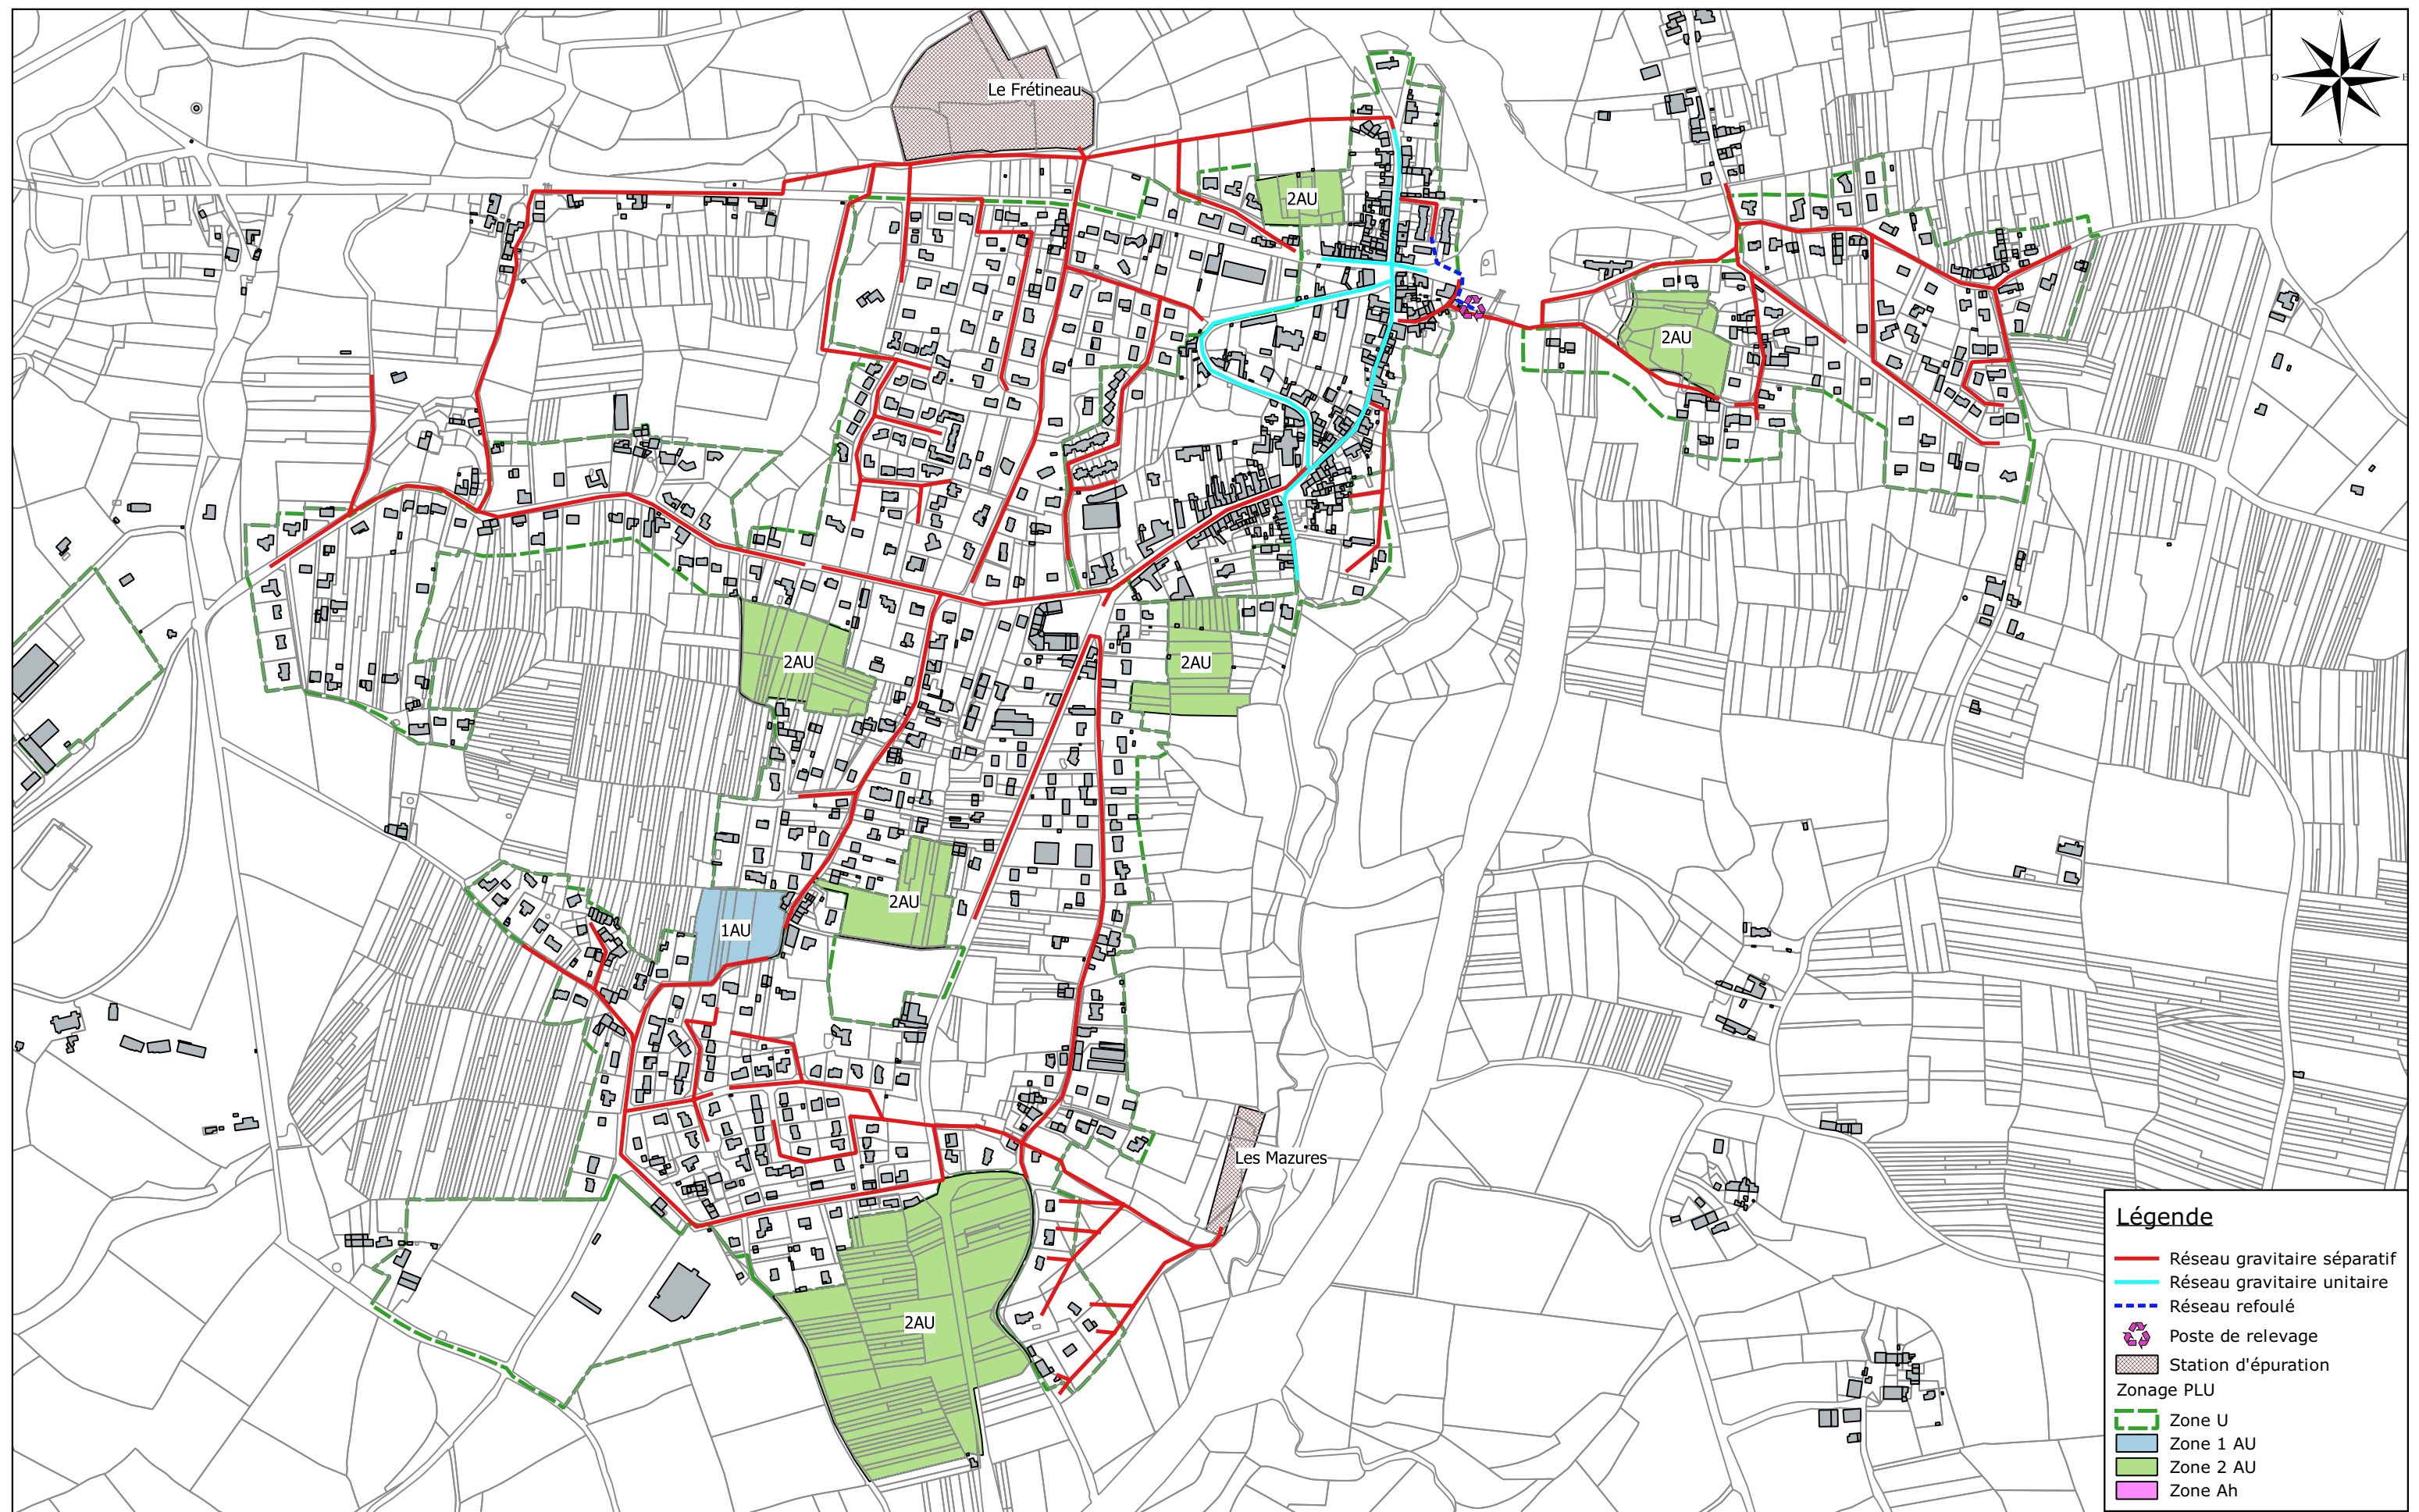 N
O
E
S
Le Frétineau
2AU
2AU
2AU
2AU
2AU
1AU
Les Mazures
2AU
Légende
Réseau gravitaire séparatif
Réseau gravitaire unitaire
Réseau refoulé
Poste de relevage
Station d'épuration
Zonage PLU
Zone U
Zone 1 AU
Zone 2 AU
Zone Ah